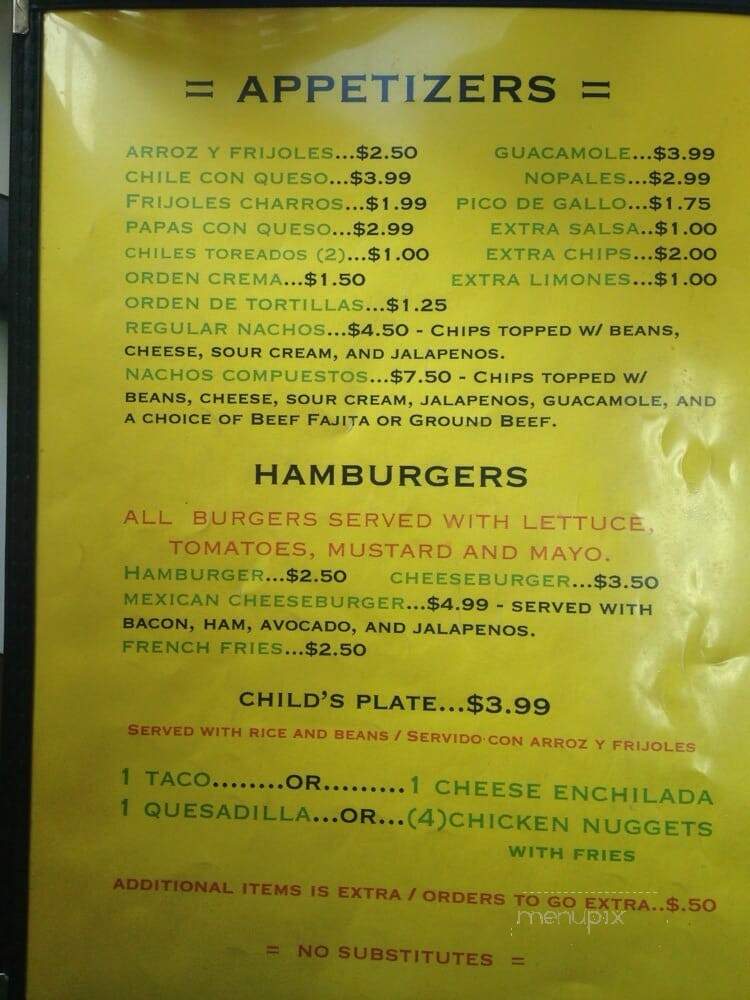 = APPETIZERS =
ARROZ Y FRIJOLES...$2.50 GUACAMOLE...$3.99
CHILE CON QUESO...$3.99 NOPALES...$2.99
FRIJOLES CHARROS...$1.99 PICO DE GALLO...$1.75
PAPAS CON QUESO...$2.99 EXTRA SALSA..$1.00
CHILES TOREADOS (2)...$1.00 EXTRA CHIPS...$2.00
ORDEN CREMA...$1.50 EXTRA LIMONES...$1.00
ORDEN DE TORTILLAS...$1.25
REGULAR NACHOS...$4.50 - CHIPS TOPPED W/ BEANS,
CHEESE, SOUR CREAM, AND JALAPENOS.
NACHOS COMPUESTOS...$7.50 - CHIPS TOPPED W/
BEANS, CHEESE, SOUR CREAM, JALAPENOS, GUACAMOLE, AND
A CHOICE OF BEEF FAJITA OR GROUND BEEF.
HAMBURGERS
ALL BURGERS SERVED WITH LETTUCE,
TOMATOES, MUSTARD AND MAYO.
HAMBURGER...$2.50 CHEESEBURGER...$3.50
MEXICAN CHEESEBURGER...$4.99 - SERVED WITH
BACON, HAM, AVOCADO, AND JALAPENOS.
FRENCH FRIES...$2.50
CHILD'S PLATE...$3.99
SERVED WITH RICE AND BEANS / SERVIDO CON ARROZ Y FRIJOLES
1 TACO........OR.........1 CHEESE ENCHILADA
1 QUESADILLA...OR...(4)CHICKEN NUGGETS
WITH FRIES
ADDITIONAL ITEMS IS EXTRA / ORDERS TO GO EXTRA..$.50
menupix
= NO SUBSTITUTES =